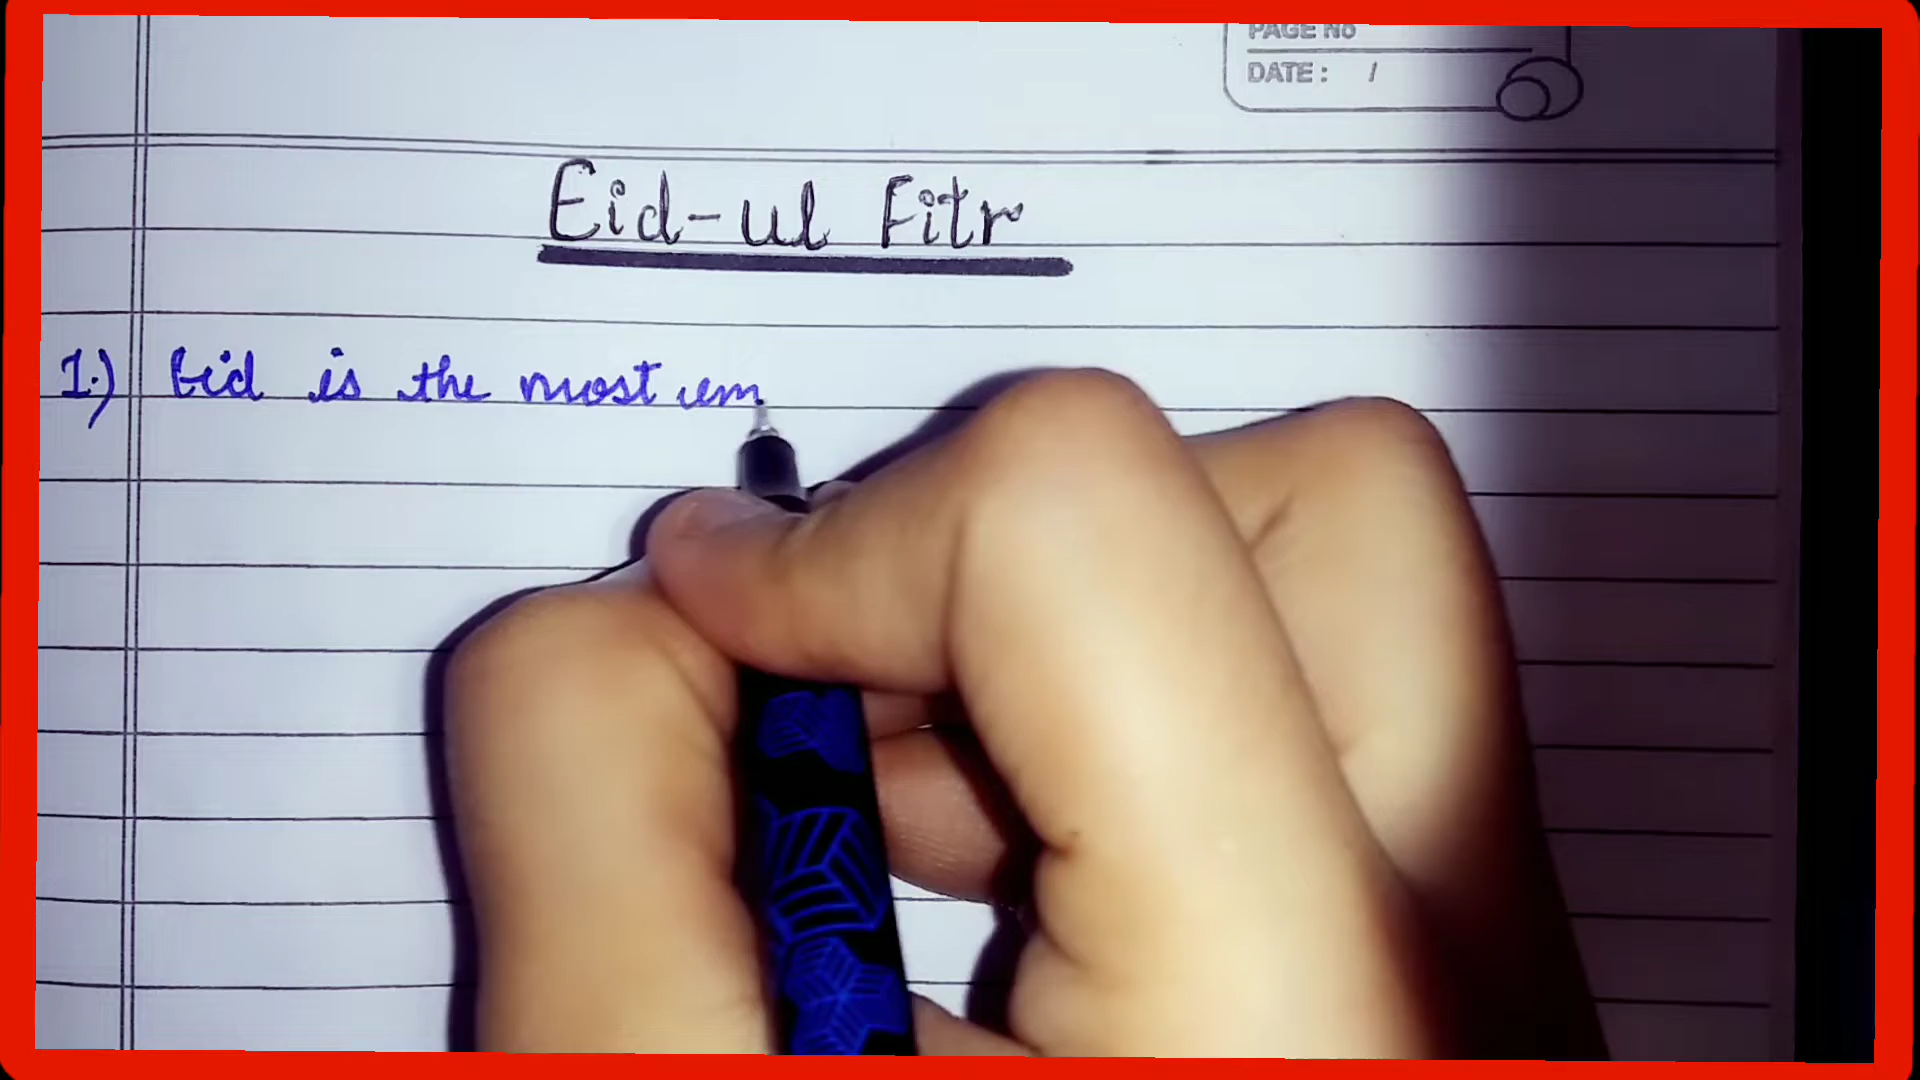 PAGE No
DATE: /
Eid-ul Fitr
1.) Eid is the most im